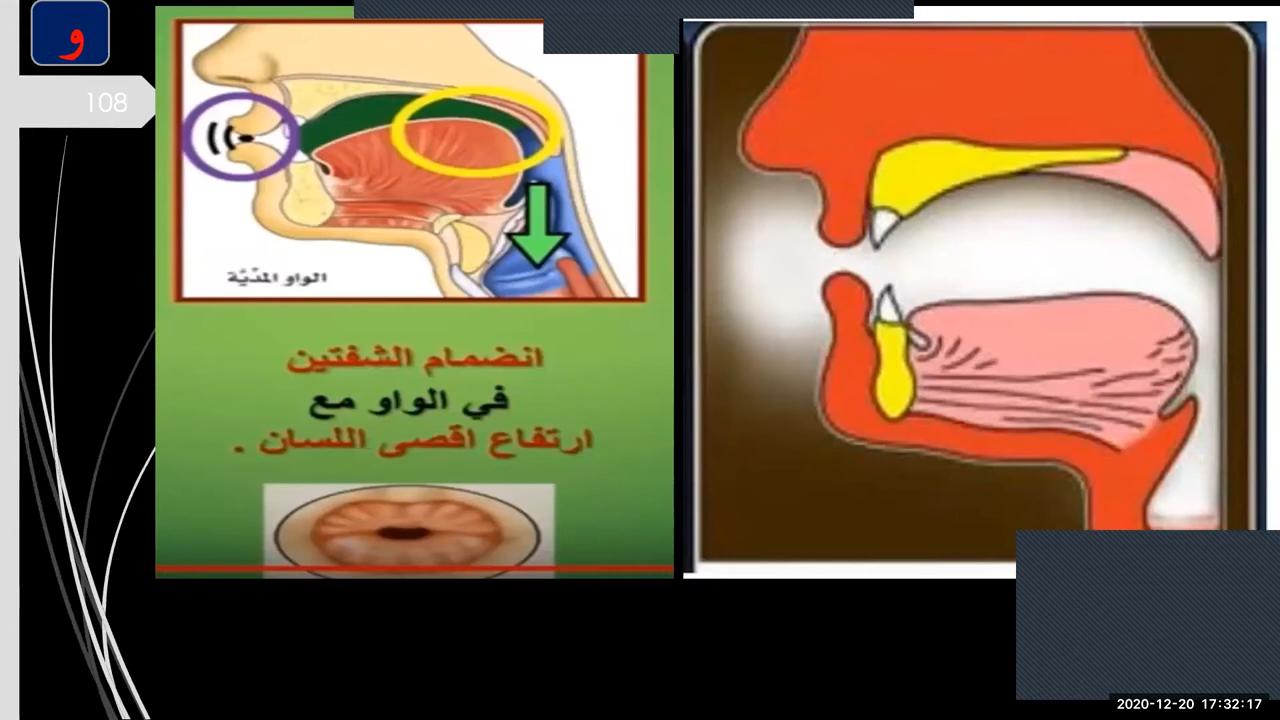 و
108
الواو المدّيّة
انضمام الشفتين
في الواو مع
ارتفاع اقصى اللسان .
2020-12-20 17:32:17